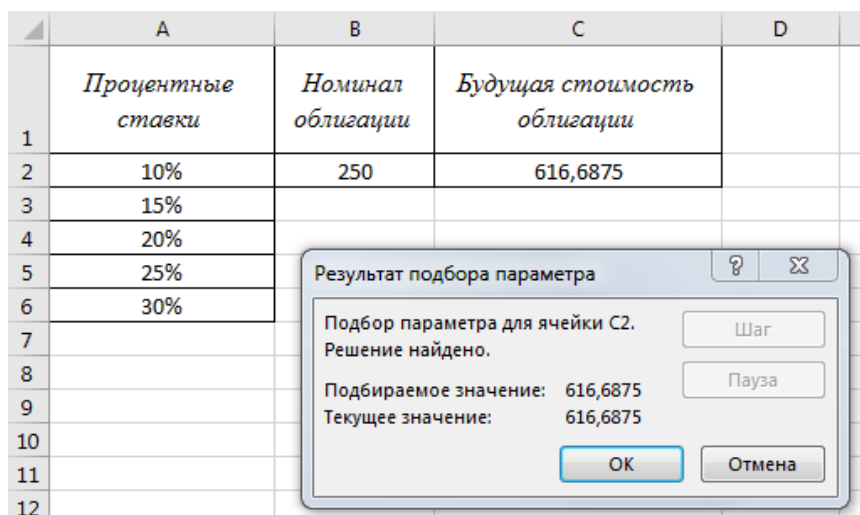 A B C D
1 Процентные ставки Номинал облигации Будущая стоимость облигации
2 10% 250 616,6875
3 15%
4 20%
5 25%
6 30%
7
8
9
10
11
12
Результат подбора параметра ?
Подбор параметра для ячейки C2.
Решение найдено.
Шаг
Подбираемое значение: 616,6875
Пауза
Текущее значение: 616,6875
ОК Отмена